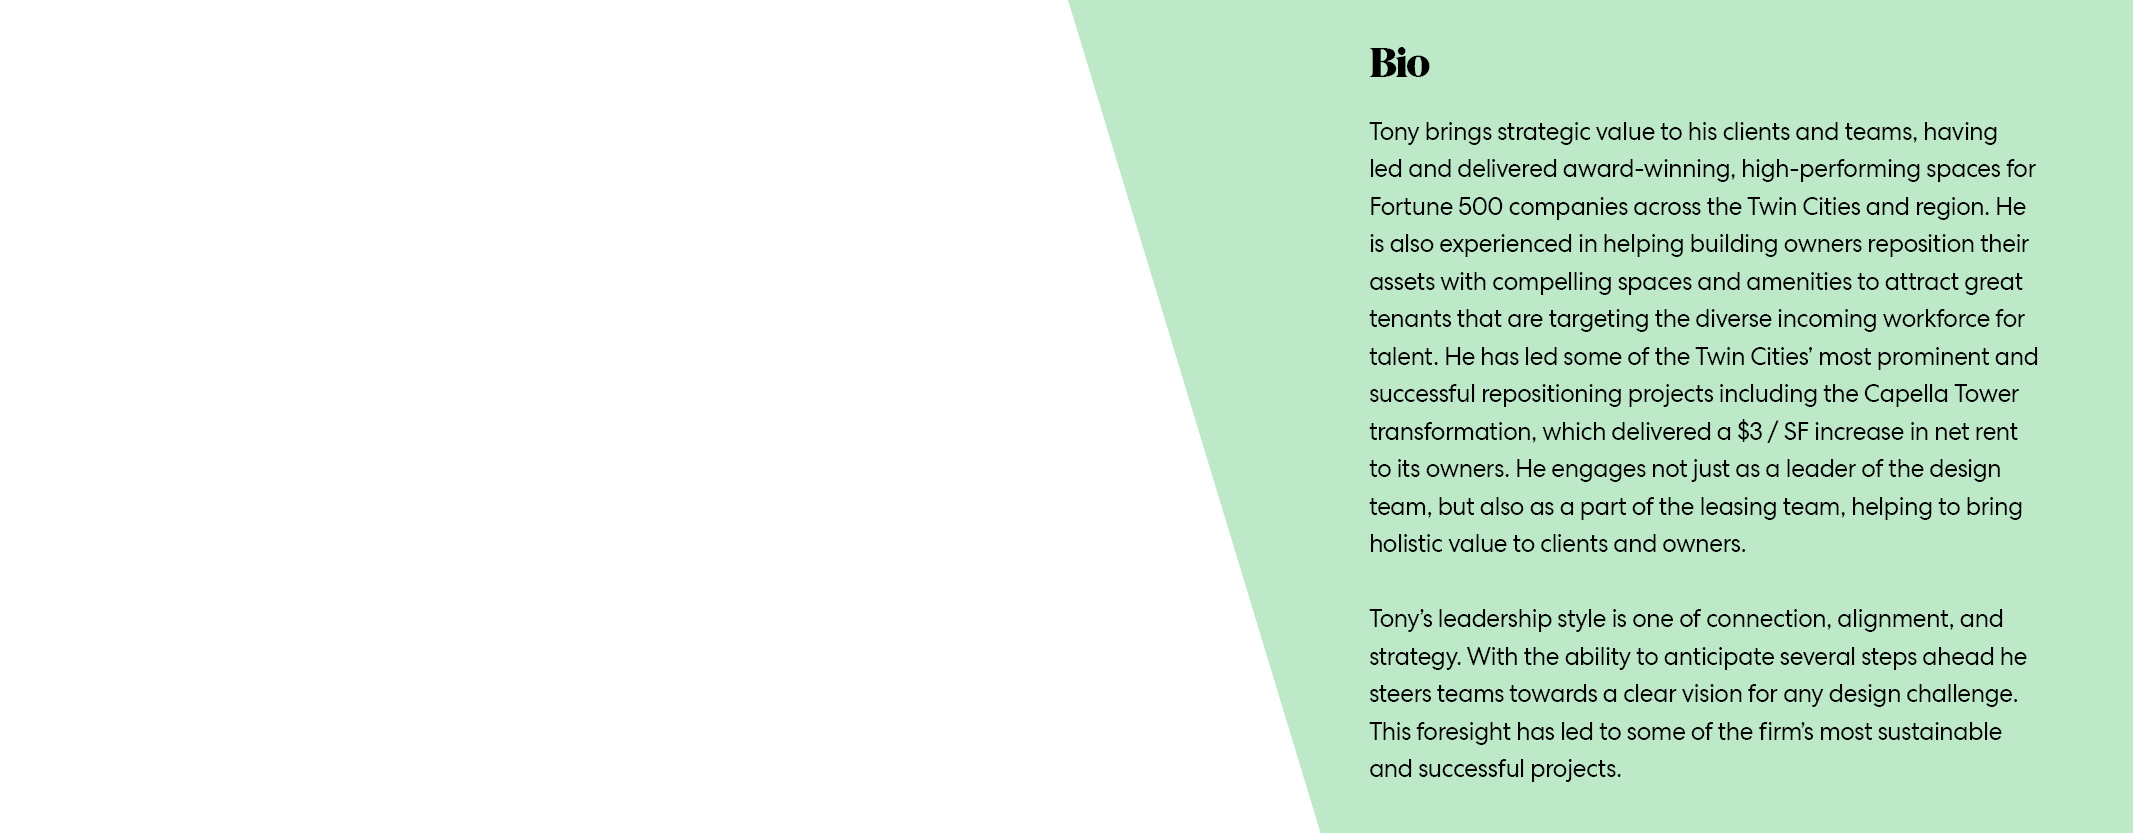 Bio
Tony brings strategic value to his clients and teams, having
led and delivered award-winning, high-performing spaces for
Fortune 500 companies across the Twin Cities and region. He
is also experienced in helping building owners reposition their
assets with compelling spaces and amenities to attract great
tenants that are targeting the diverse incoming workforce for
talent. He has led some of the Twin Cities’ most prominent and
successful repositioning projects including the Capella Tower
transformation, which delivered a $3 / SF increase in net rent
to its owners. He engages not just as a leader of the design
team, but also as a part of the leasing team, helping to bring
holistic value to clients and owners.
Tony’s leadership style is one of connection, alignment, and
strategy. With the ability to anticipate several steps ahead he
steers teams towards a clear vision for any design challenge.
This foresight has led to some of the firm’s most sustainable
and successful projects.